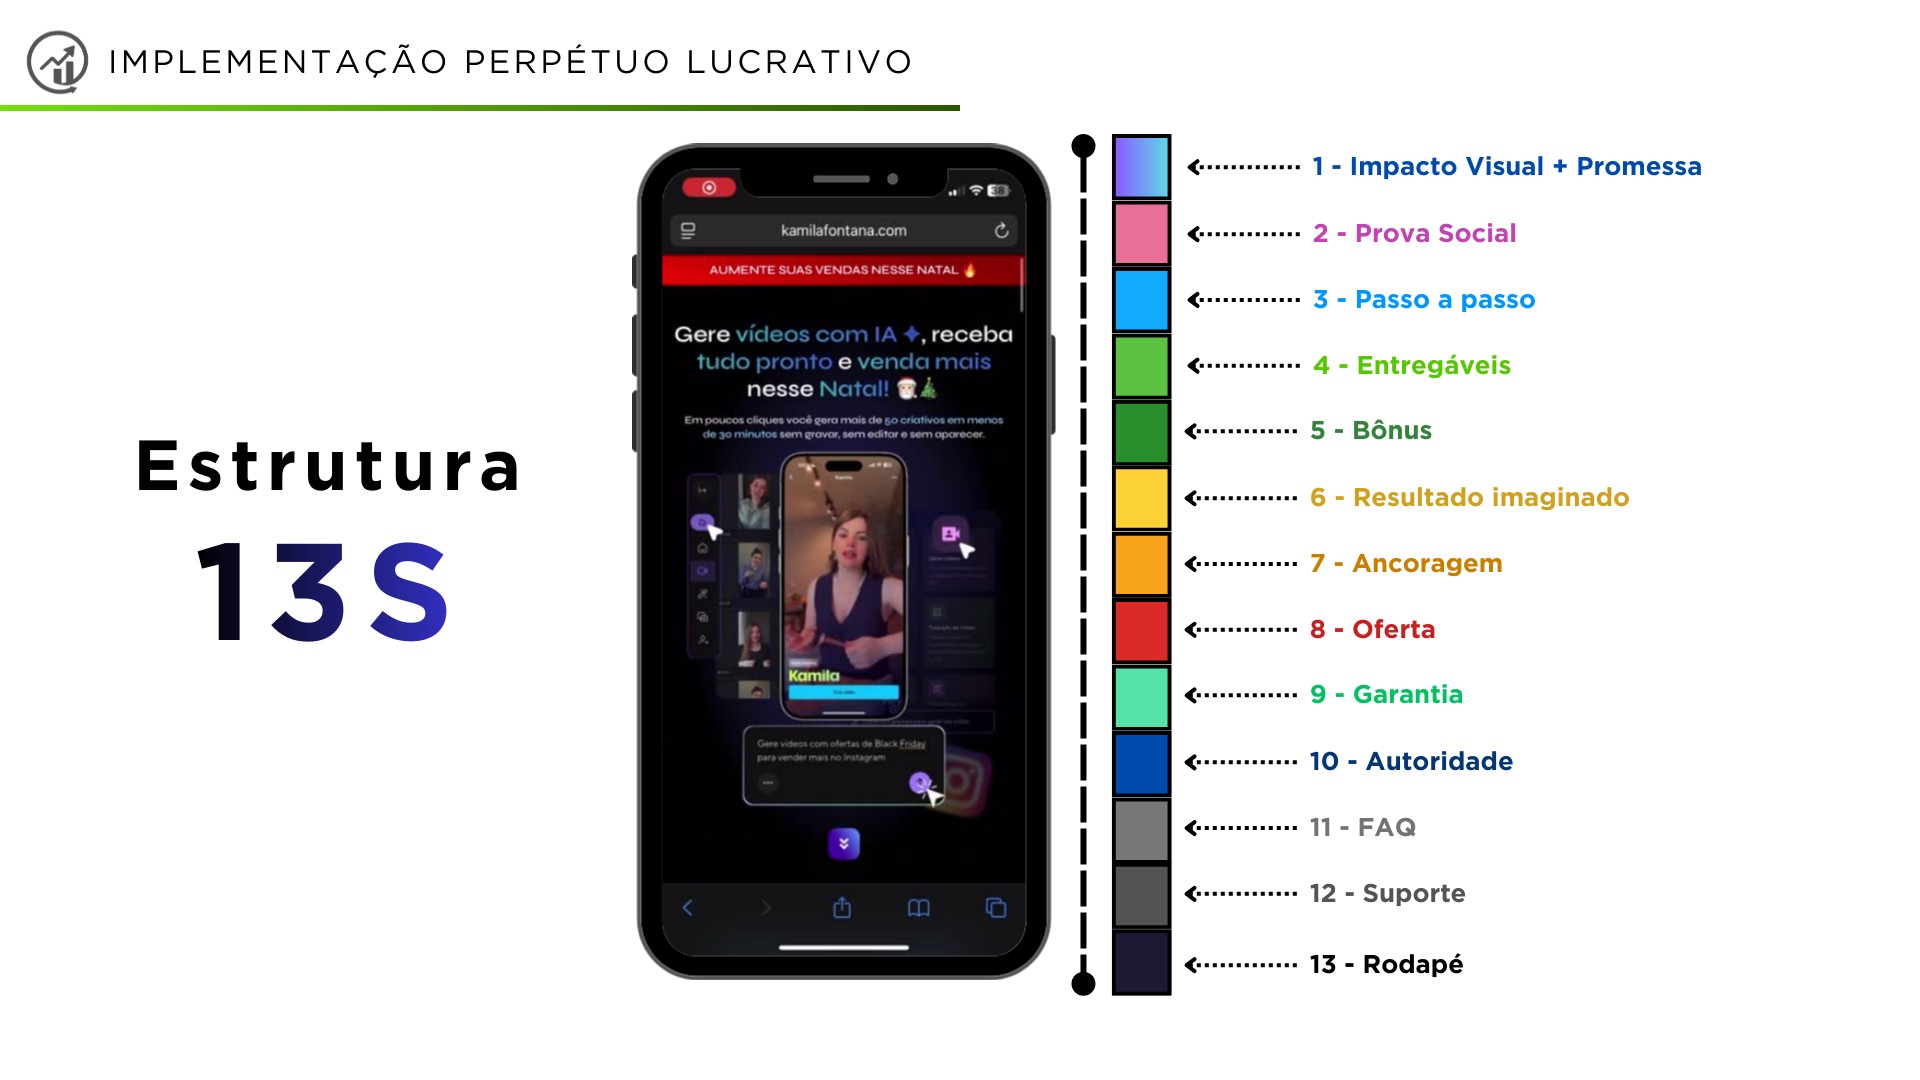 IMPLEMENTAÇÃO PERPÉTUO LUCRATIVO
Estrutura
13S
38
kamilafontana.com
AUMENTE SUAS VENDAS NESSE NATAL 🔥
Gere vídeos com IA ✦, receba
tudo pronto e venda mais
nesse Natal! 🎅🏻🎄
Em poucos cliques você gera mais de 50 criativos em menos
de 30 minutos sem gravar, sem editar e sem aparecer.
Kamila
Gere vídeos com ofertas de Black Friday
para vender mais no Instagram
1 - Impacto Visual + Promessa
2 - Prova Social
3 - Passo a passo
4 - Entregáveis
5 - Bônus
6 - Resultado imaginado
7 - Ancoragem
8 - Oferta
9 - Garantia
10 - Autoridade
11 - FAQ
12 - Suporte
13 - Rodapé